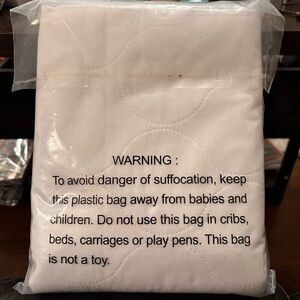 WARNING :
To avoid danger of suffocation, keep
this plastic bag away from babies and
children. Do not use this bag in cribs,
beds, carriages or play pens. This bag
is not a toy.